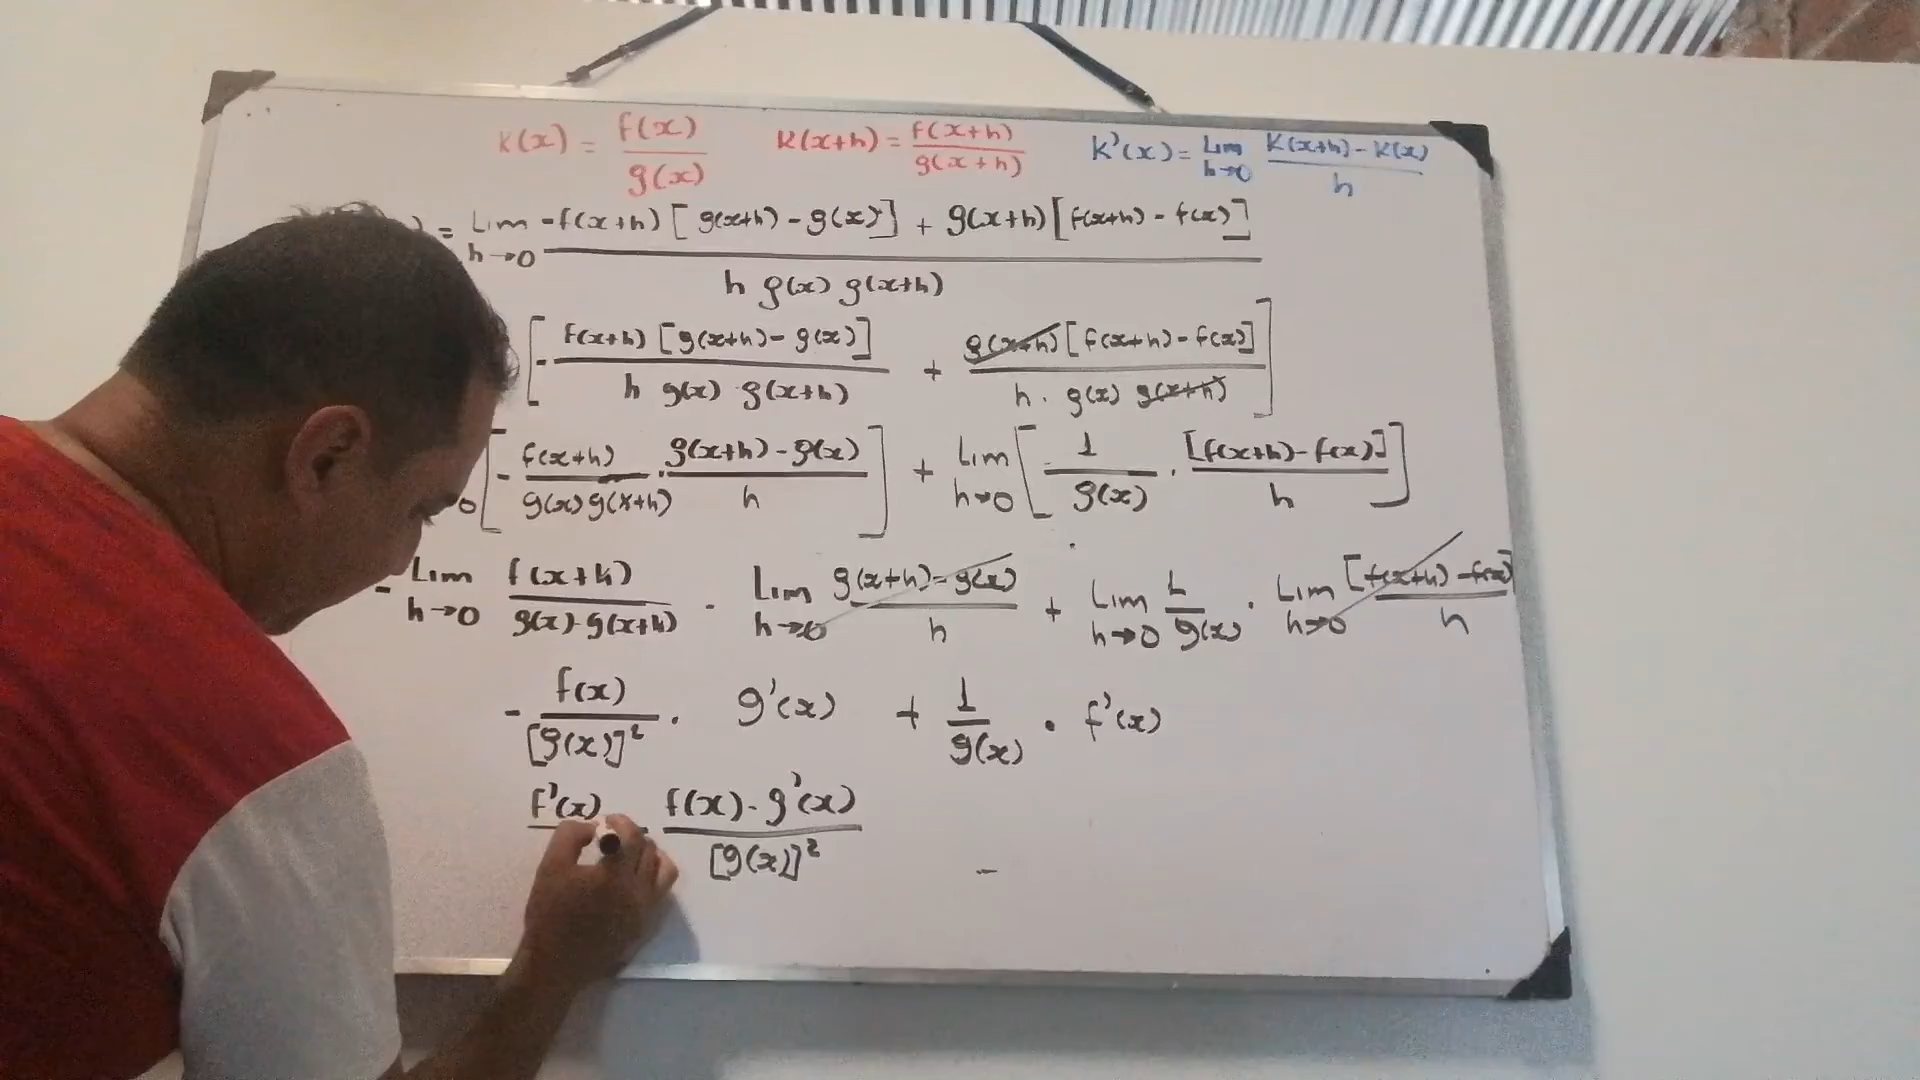 K(x) = f(x) / g(x)   K(x+h) = f(x+h) / g(x+h)   K'(x) = Lim h→0 K(x+h) - K(x) / h
) = Lim h→0 -f(x+h) [g(x+h) - g(x)] + g(x+h) [f(x+h) - f(x)] / h g(x) g(x+h)
[- f(x+h) [g(x+h) - g(x)] / h g(x) · g(x+h) + g(x+h) [f(x+h) - f(x)] / h · g(x) g(x+h)]
0 [- f(x+h) / g(x) g(x+h) · g(x+h) - g(x) / h] + Lim h→0 [1 / g(x) · [f(x+h) - f(x)] / h]
- Lim h→0 f(x+h) / g(x) · g(x+h) · Lim h→0 g(x+h) - g(x) / h + Lim h→0 1 / g(x) · Lim h→0 [f(x+h) - f(x)] / h
- f(x) / [g(x)]² · g'(x) + 1 / g(x) · f'(x)
f'(x) - f(x) · g'(x) / [g(x)]² -